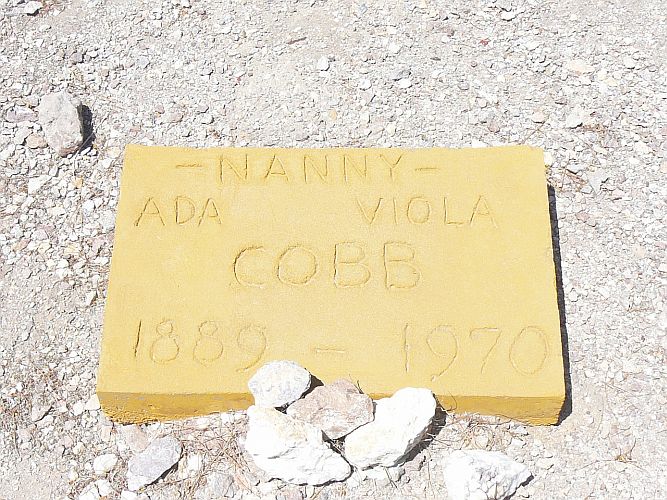 - NANNY -
ADA VIOLA
COBB
1889 - 1970